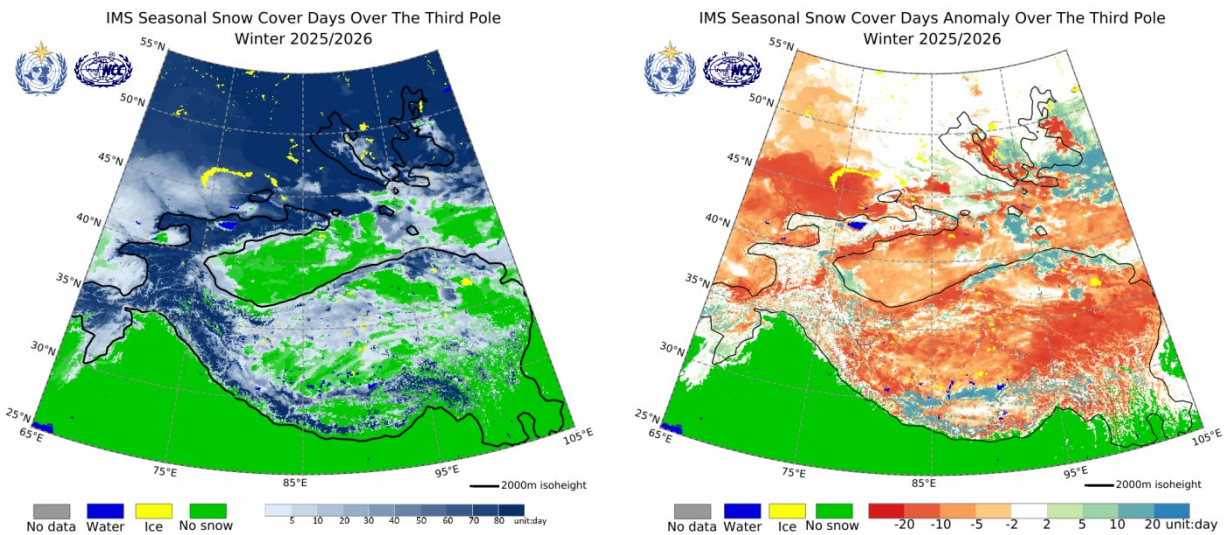 IMS Seasonal Snow Cover Days Over The Third Pole
Winter 2025/2026
NCC
55°N
50°N
45°N
40°N
35°N
30°N
25°N
65°E
75°E
85°E
95°E
105°E
2000m isoheight
No data
Water
Ice
No snow
5 10 20 30 40 50 60 70 80 unit:day
IMS Seasonal Snow Cover Days Anomaly Over The Third Pole
Winter 2025/2026
NCC
55°N
50°N
45°N
40°N
35°N
30°N
25°N
65°E
75°E
85°E
95°E
105°E
2000m isoheight
No data
Water
Ice
No snow
-20 -10 -5 -2 2 5 10 20 unit:day